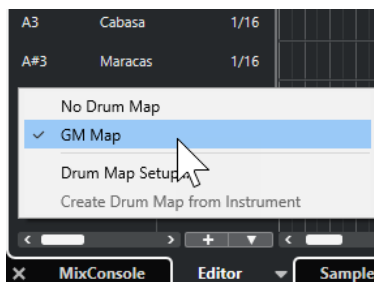 A3 Cabasa 1/16
A#3 Maracas 1/16
No Drum Map
GM Map
Drum Map Setup
Create Drum Map from Instrument
MixConsole Editor Sample